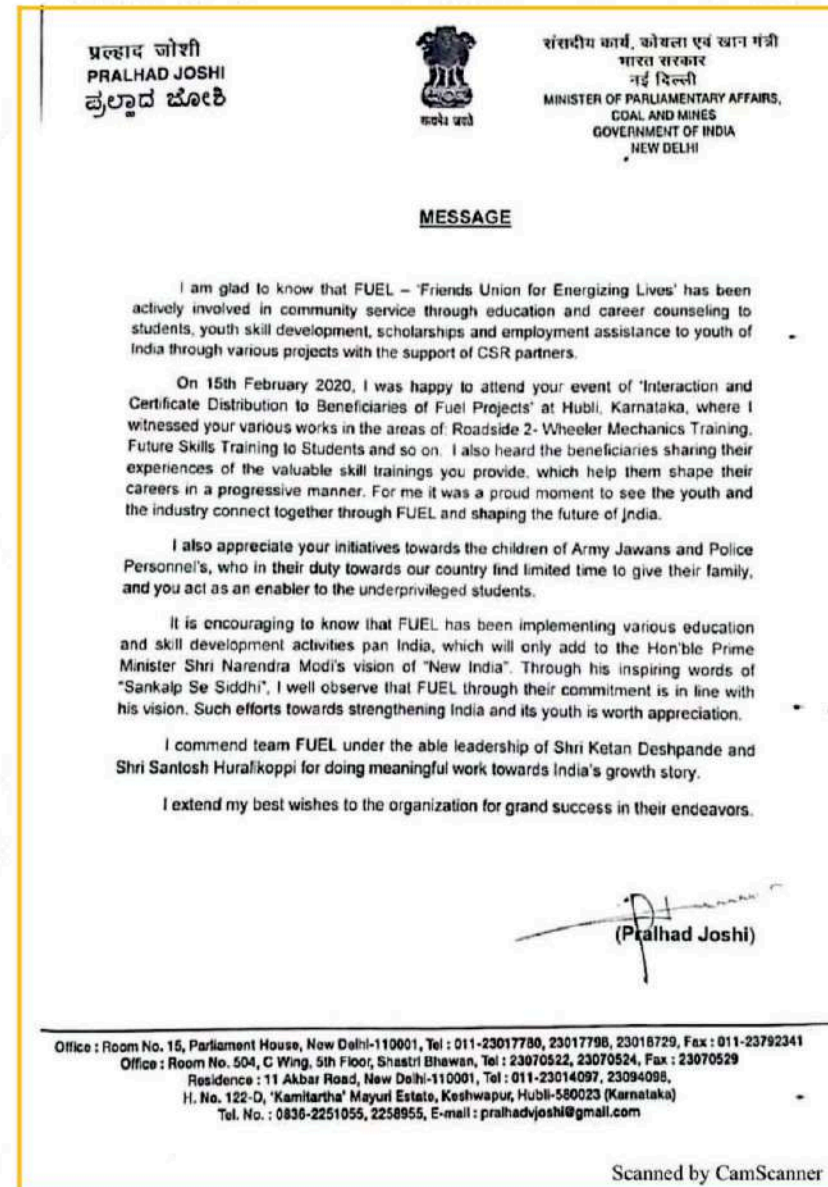 प्रल्हाद जोशी
PRALHAD JOSHI
ಪ್ರಲ್ಹಾದ ಜೋಶಿ
सत्यमेव जयते
संसदीय कार्य, कोयला एवं खान मंत्री
भारत सरकार
नई दिल्ली
MINISTER OF PARLIAMENTARY AFFAIRS,
COAL AND MINES
GOVERNMENT OF INDIA
NEW DELHI
MESSAGE
I am glad to know that FUEL – 'Friends Union for Energizing Lives' has been
actively involved in community service through education and career counseling to
students, youth skill development, scholarships and employment assistance to youth of
India through various projects with the support of CSR partners.
On 15th February 2020, I was happy to attend your event of 'Interaction and
Certificate Distribution to Beneficiaries of Fuel Projects' at Hubli, Karnataka, where I
witnessed your various works in the areas of: Roadside 2- Wheeler Mechanics Training,
Future Skills Training to Students and so on. I also heard the beneficiaries sharing their
experiences of the valuable skill trainings you provide, which help them shape their
careers in a progressive manner. For me it was a proud moment to see the youth and
the industry connect together through FUEL and shaping the future of India.
I also appreciate your initiatives towards the children of Army Jawans and Police
Personnel's, who in their duty towards our country find limited time to give their family,
and you act as an enabler to the underprivileged students.
It is encouraging to know that FUEL has been implementing various education
and skill development activities pan India, which will only add to the Hon'ble Prime
Minister Shri Narendra Modi's vision of "New India". Through his inspiring words of
"Sankalp Se Siddhi", I well observe that FUEL through their commitment is in line with
his vision. Such efforts towards strengthening India and its youth is worth appreciation.
I commend team FUEL under the able leadership of Shri Ketan Deshpande and
Shri Santosh Huralikoppi for doing meaningful work towards India's growth story.
I extend my best wishes to the organization for grand success in their endeavors.
(Pralhad Joshi)
Office : Room No. 15, Parliament House, New Delhi-110001, Tel : 011-23017780, 23017798, 23018729, Fax : 011-23792341
Office : Room No. 504, C Wing, 5th Floor, Shastri Bhawan, Tel : 23070522, 23070524, Fax : 23070529
Residence : 11 Akbar Road, New Delhi-110001, Tel : 011-23014097, 23094098,
H. No. 122-D, 'Kamitartha' Mayuri Estate, Keshwapur, Hubli-580023 (Karnataka)
Tel. No. : 0836-2251055, 2258955, E-mail : pralhadvjoshi@gmail.com
Scanned by CamScanner